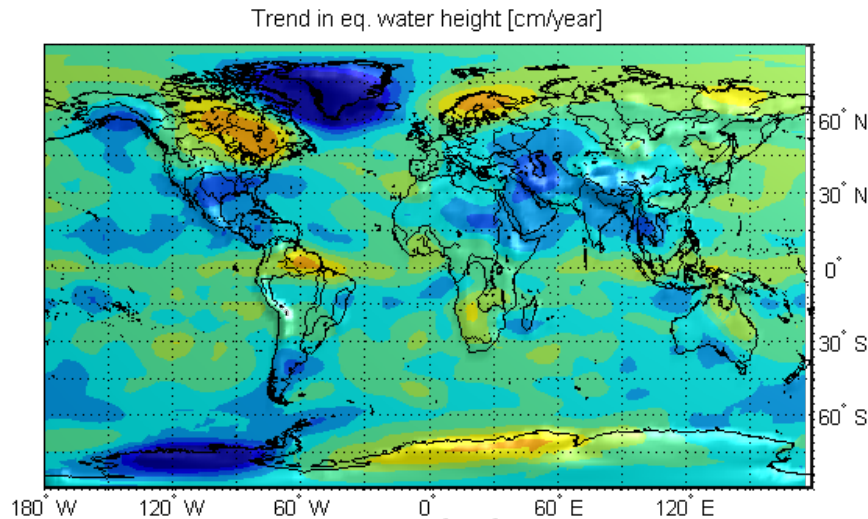 Trend in eq. water height [cm/year]
60° N
30° N
0°
30° S
60° S
180° W 120° W 60° W 0 60° E 120° E